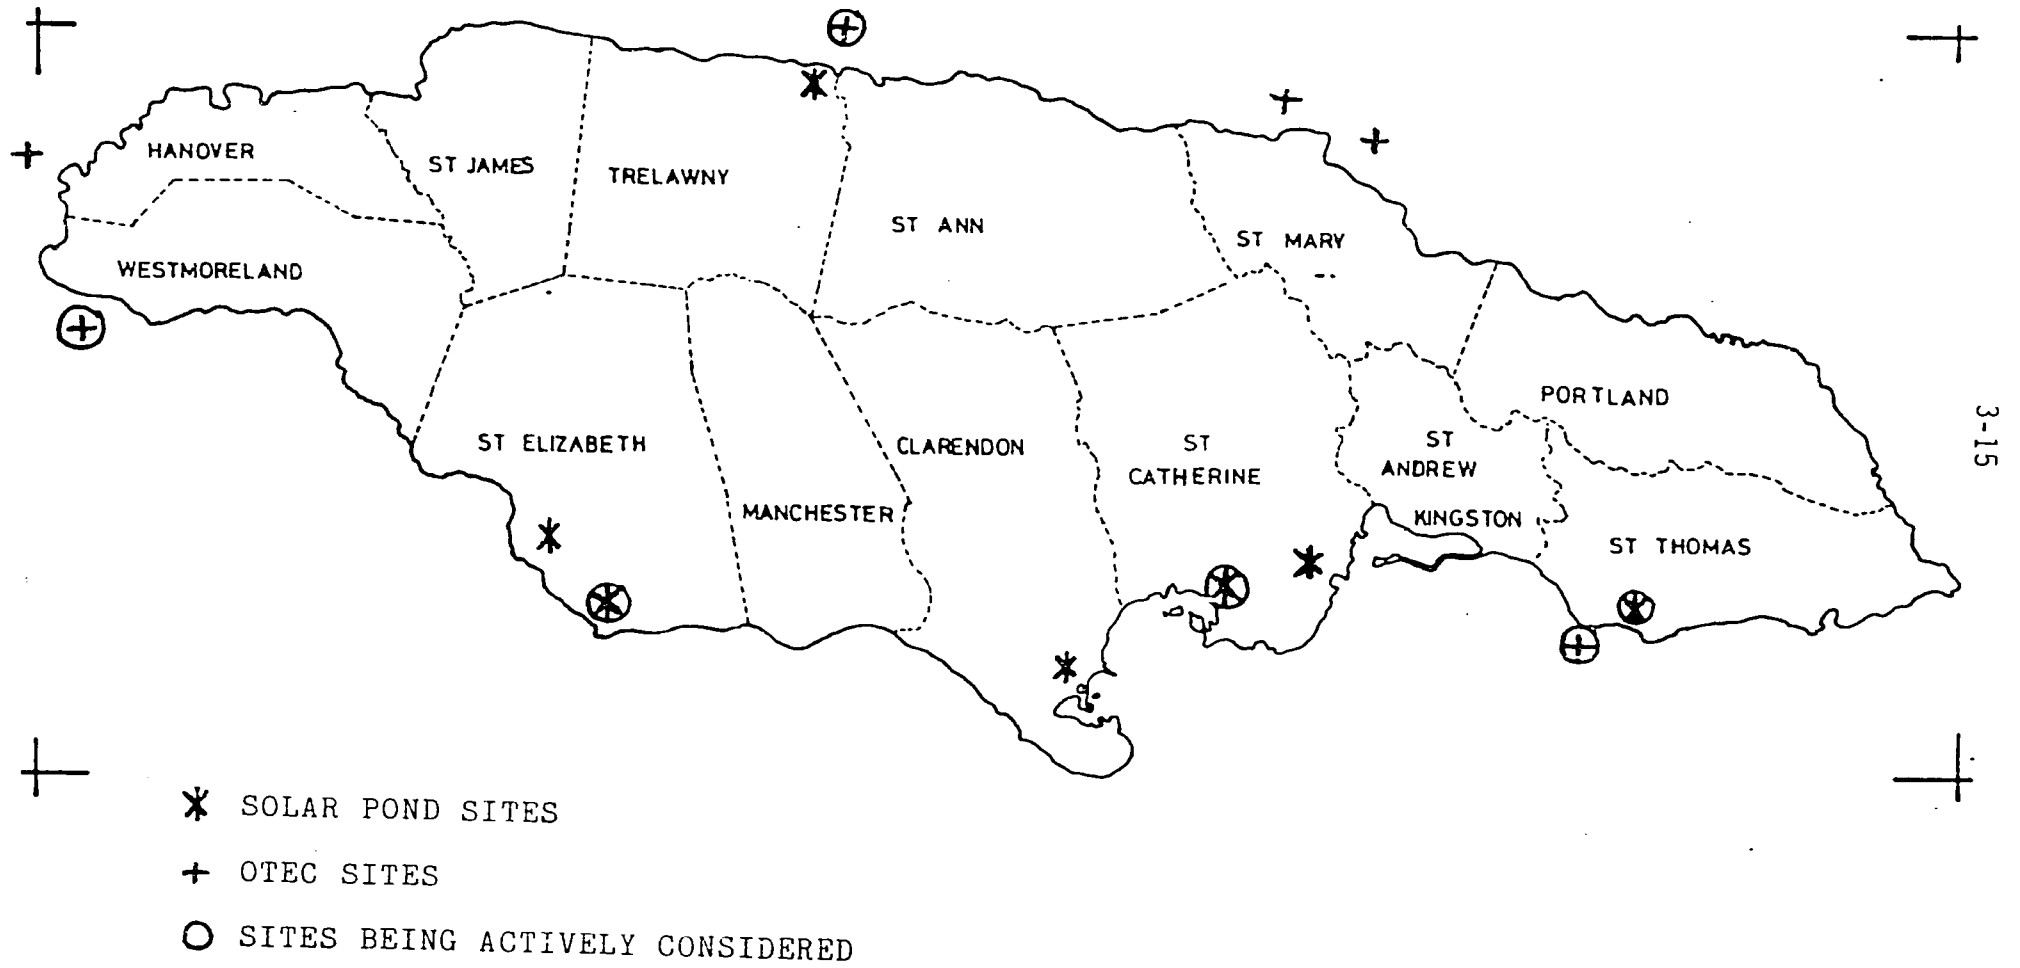 HANOVER
ST JAMES
TRELAWNY
ST ANN
ST MARY
WESTMORELAND
PORTLAND
ST ELIZABETH
CLARENDON
ST
CATHERINE
ST
ANDREW
MANCHESTER
KINGSTON
ST THOMAS
3-15
SOLAR POND SITES
OTEC SITES
SITES BEING ACTIVELY CONSIDERED